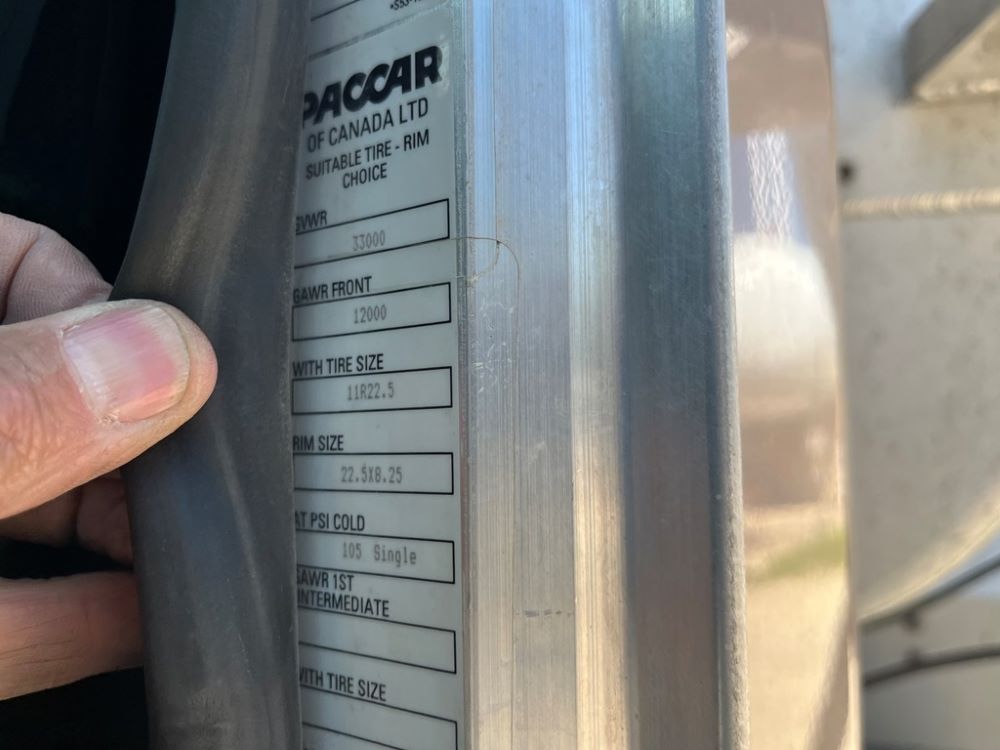 PACCAR
OF CANADA LTD
SUITABLE TIRE - RIM
CHOICE
GVWR
33000
GAWR FRONT
12000
WITH TIRE SIZE
11R22.5
RIM SIZE
22.5X8.25
AT PSI COLD
105 Single
GAWR 1ST
INTERMEDIATE
WITH TIRE SIZE